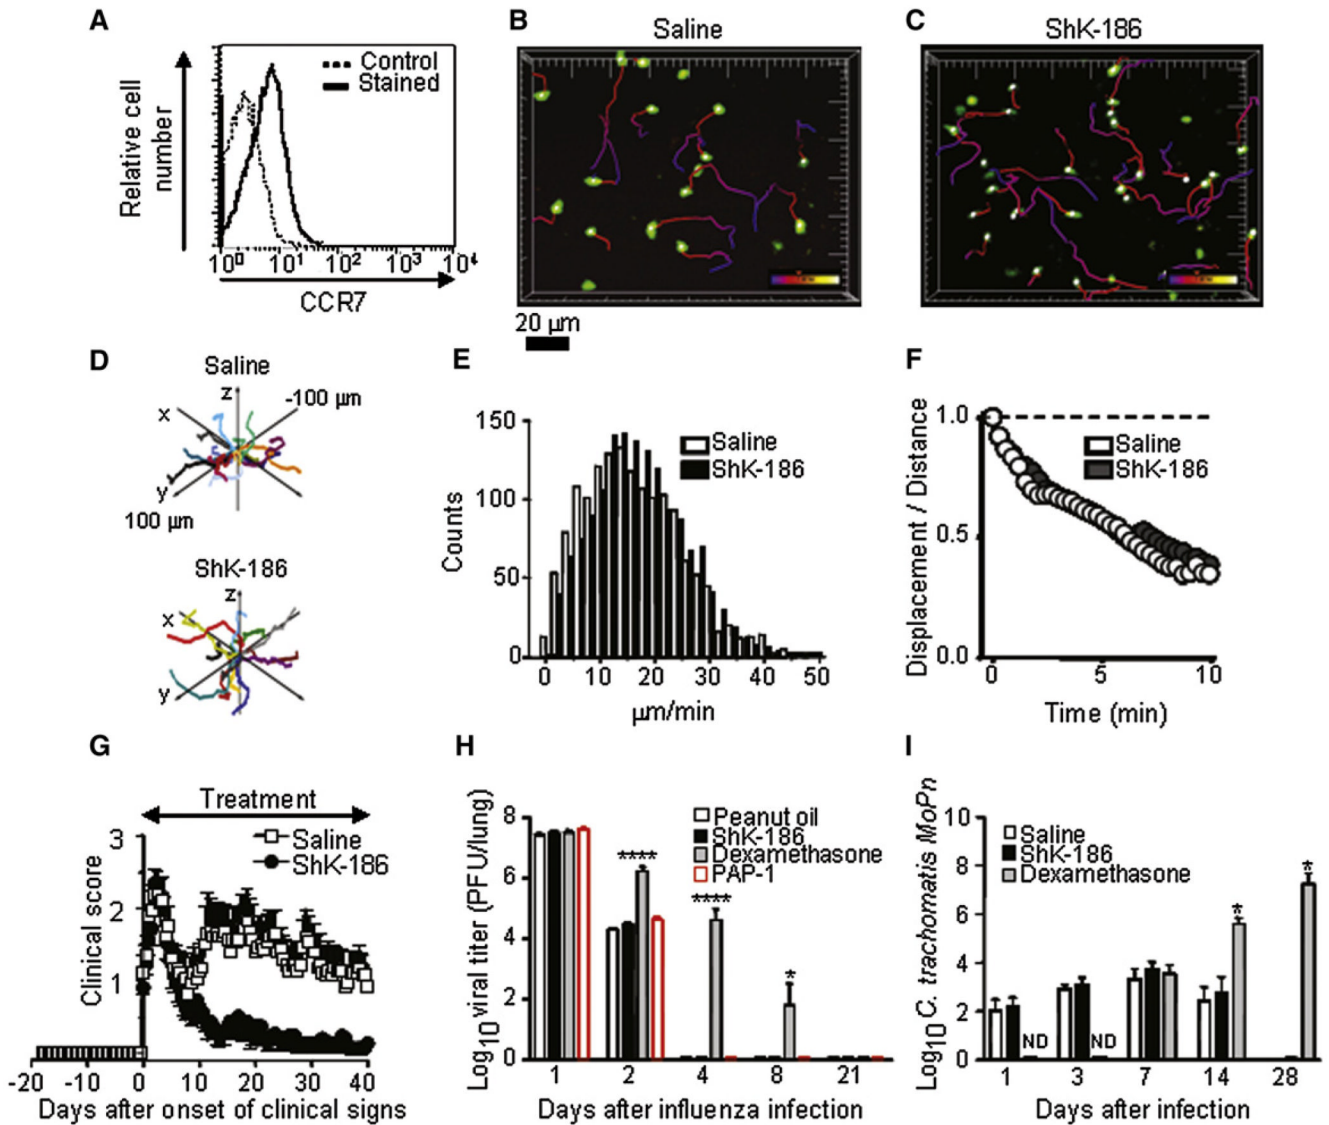 A
Relative cell
number
Control
Stained
10⁰ 10¹ 10² 10³ 10⁴
CCR7
B
Saline
20 µm
C
ShK-186
D
Saline
z
x
-100 µm
y
100 µm
ShK-186
z
x
y
E
Counts
150
100
50
0
Saline
ShK-186
0 10 20 30 40 50
µm/min
F
Displacement / Distance
1.0
0.5
0.0
Saline
ShK-186
0 5 10
Time (min)
G
Treatment
Clinical score
3
2
1
Saline
ShK-186
-20 -10 0 10 20 30 40
Days after onset of clinical signs
H
Log10 viral titer (PFU/lung)
8
6
4
2
0
Peanut oil
ShK-186
Dexamethasone
PAP-1
****
****
*
1 2 4 8 21
Days after influenza infection
I
Log10 C. trachomatis MoPn
10
8
6
4
2
0
Saline
ShK-186
Dexamethasone
ND
ND
*
*
1 3 7 14 28
Days after infection